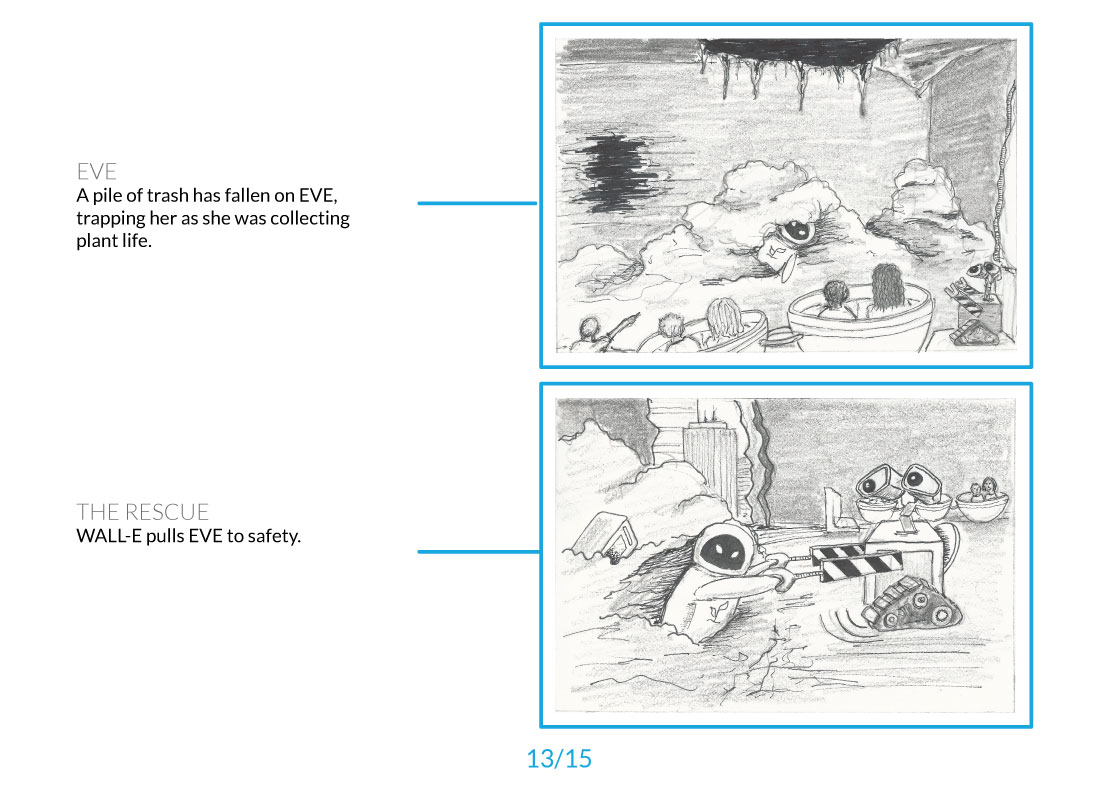 EVE
A pile of trash has fallen on EVE,
trapping her as she was collecting
plant life.
THE RESCUE
WALL-E pulls EVE to safety.
13/15